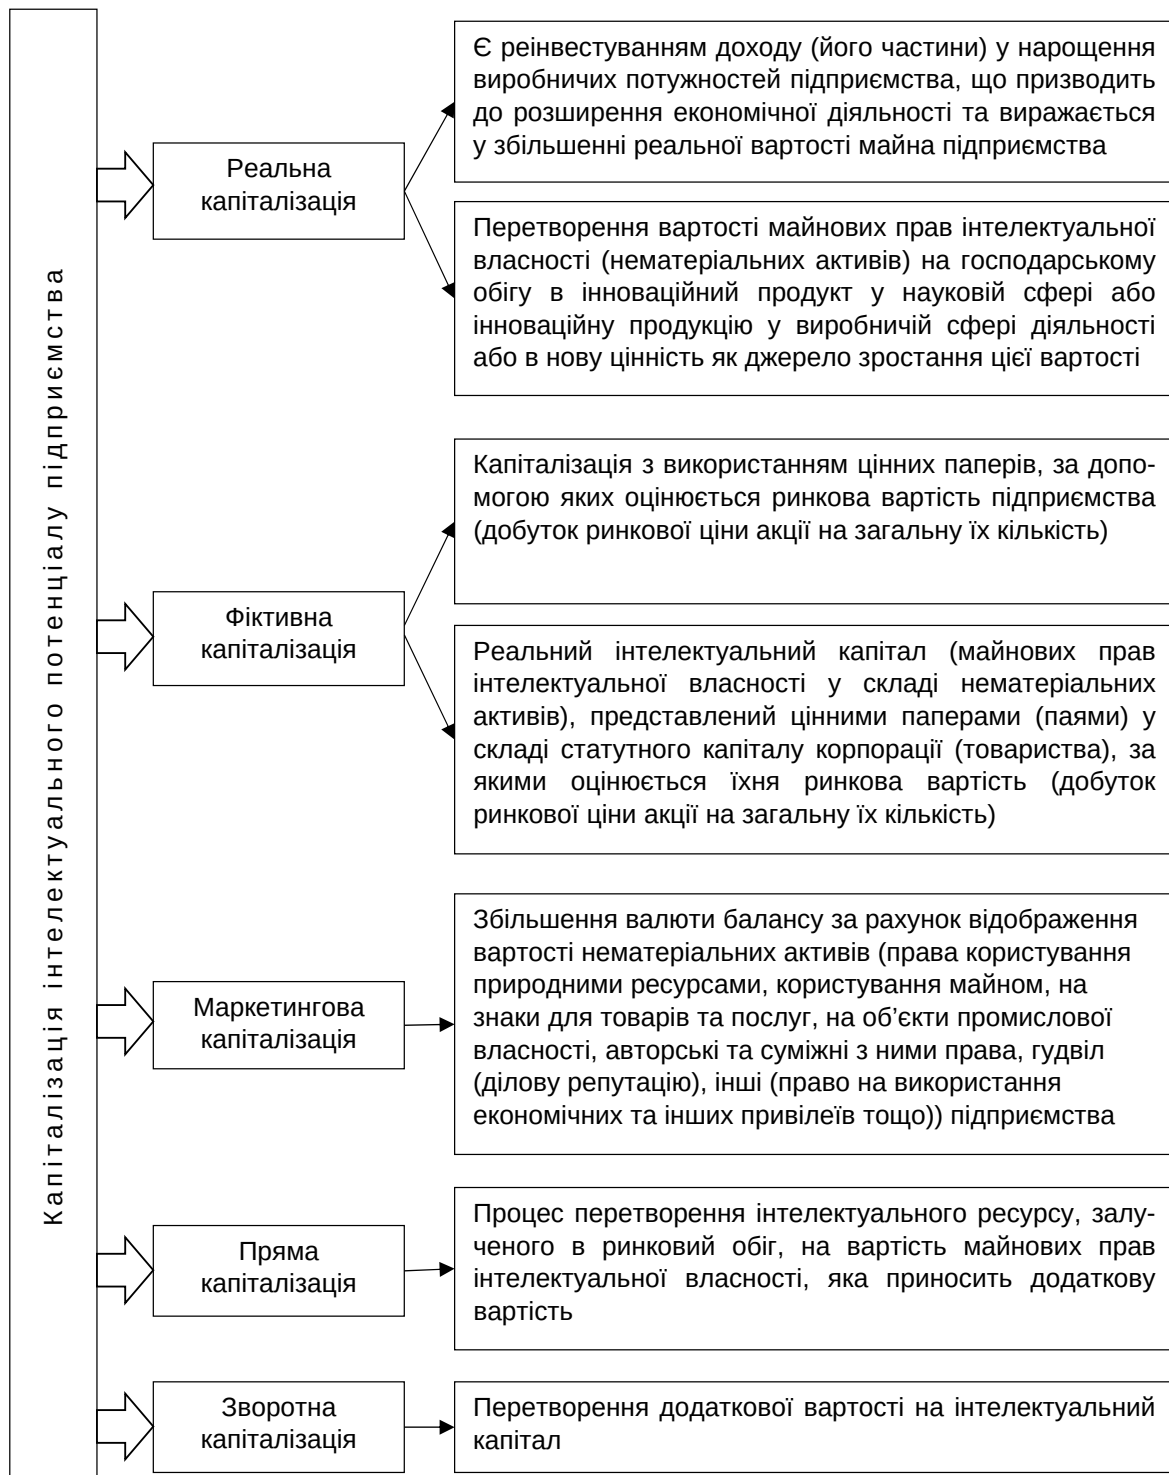 Капіталізація інтелектуального потенціалу підприємства
Реальна
капіталізація
Є реінвестуванням доходу (його частини) у нарощення
виробничих потужностей підприємства, що призводить
до розширення економічної діяльності та виражається
у збільшенні реальної вартості майна підприємства
Перетворення вартості майнових прав інтелектуальної
власності (нематеріальних активів) на господарському
обігу в інноваційний продукт у науковій сфері або
інноваційну продукцію у виробничій сфері діяльності
або в нову цінність як джерело зростання цієї вартості
Фіктивна
капіталізація
Капіталізація з використанням цінних паперів, за допо-
могою яких оцінюється ринкова вартість підприємства
(добуток ринкової ціни акції на загальну їх кількість)
Реальний інтелектуальний капітал (майнових прав
інтелектуальної власності у складі нематеріальних
активів), представлений цінними паперами (паями) у
складі статутного капіталу корпорації (товариства), за
якими оцінюється їхня ринкова вартість (добуток
ринкової ціни акції на загальну їх кількість)
Маркетингова
капіталізація
Збільшення валюти балансу за рахунок відображення
вартості нематеріальних активів (права користування
природними ресурсами, користування майном, на
знаки для товарів та послуг, на об’єкти промислової
власності, авторські та суміжні з ними права, гудвіл
(ділову репутацію), інші (право на використання
економічних та інших привілеїв тощо)) підприємства
Пряма
капіталізація
Процес перетворення інтелектуального ресурсу, залу-
ченого в ринковий обіг, на вартість майнових прав
інтелектуальної власності, яка приносить додаткову
вартість
Зворотна
капіталізація
Перетворення додаткової вартості на інтелектуальний
капітал